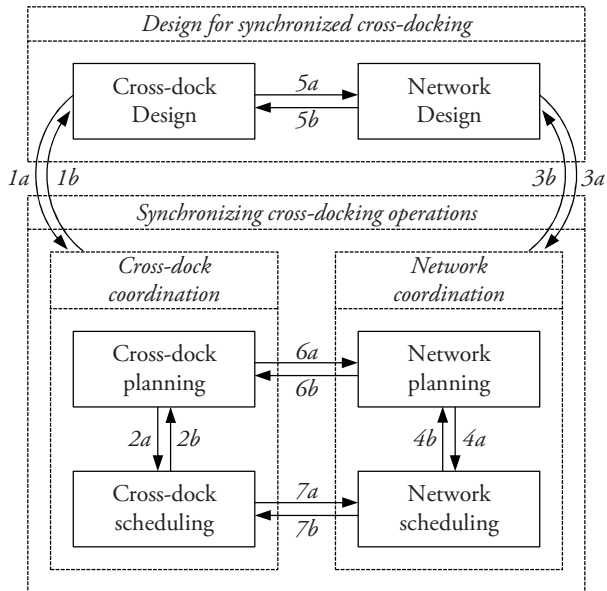 Design for synchronized cross-docking
Cross-dock
Design
5a
5b
Network
Design
1a
1b
3b
3a
Synchronizing cross-docking operations
Cross-dock
coordination
Network
coordination
Cross-dock
planning
6a
6b
Network
planning
2a
2b
4b
4a
Cross-dock
scheduling
7a
7b
Network
scheduling